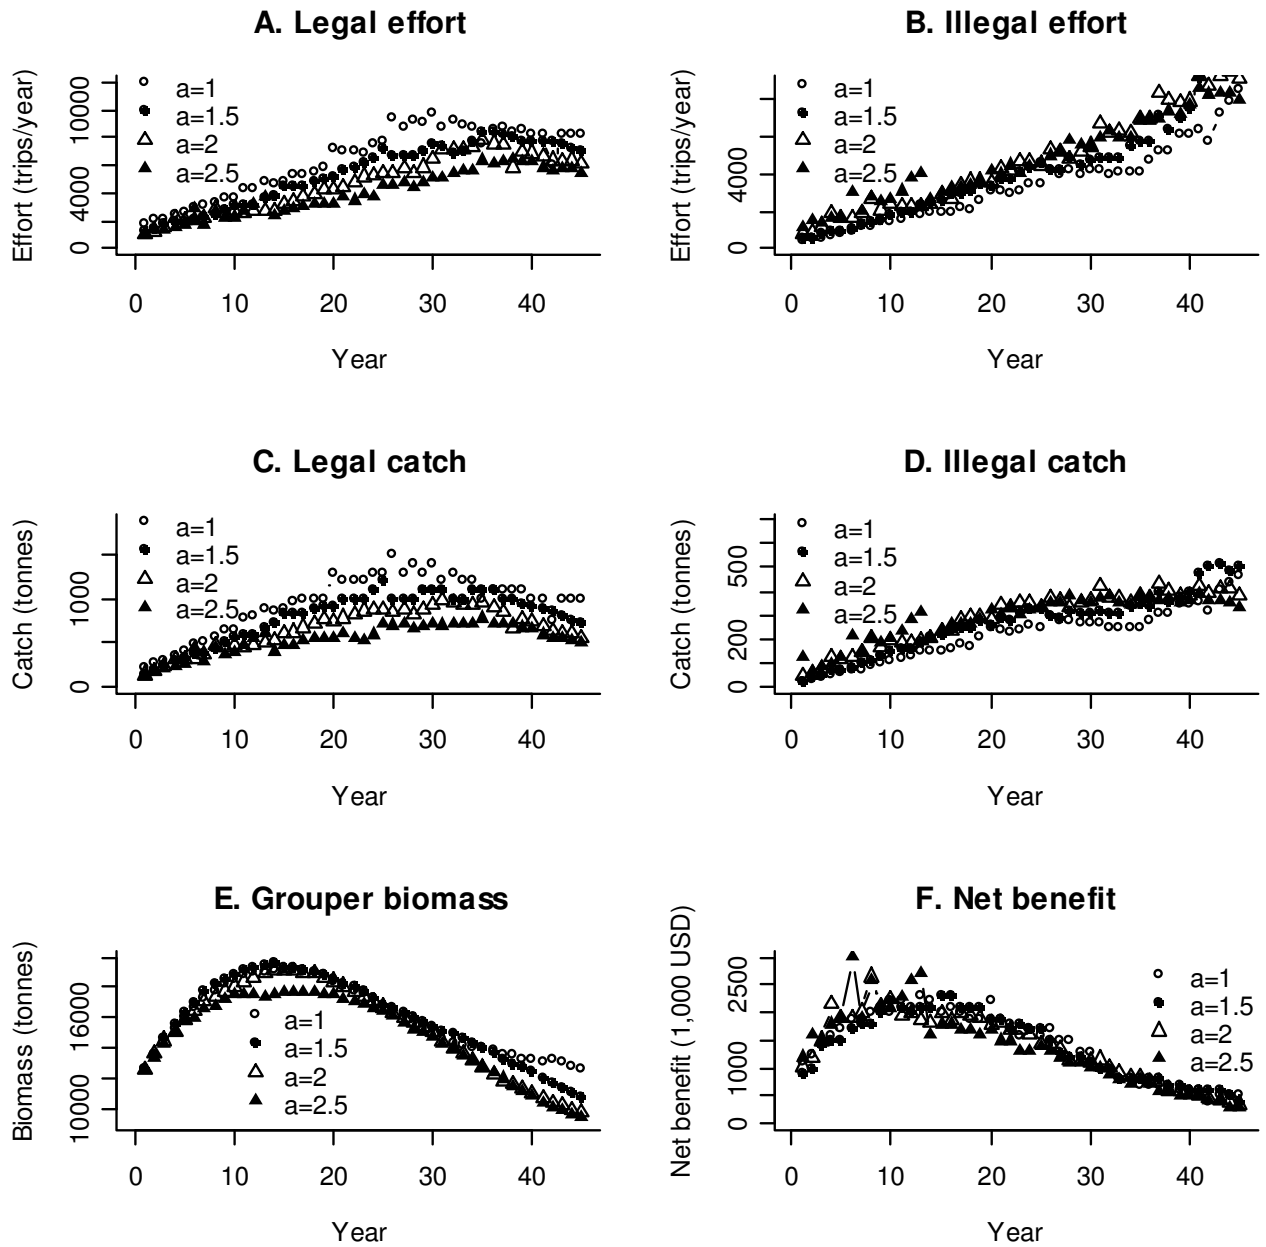 A. Legal effort
Effort (trips/year)
0 4000 10000
a=1
a=1.5
a=2
a=2.5
0 10 20 30 40
Year
B. Illegal effort
Effort (trips/year)
0 4000
a=1
a=1.5
a=2
a=2.5
0 10 20 30 40
Year
C. Legal catch
Catch (tonnes)
0 1000
a=1
a=1.5
a=2
a=2.5
0 10 20 30 40
Year
D. Illegal catch
Catch (tonnes)
0 200 500
a=1
a=1.5
a=2
a=2.5
0 10 20 30 40
Year
E. Grouper biomass
Biomass (tonnes)
10000 16000
a=1
a=1.5
a=2
a=2.5
0 10 20 30 40
Year
F. Net benefit
Net benefit (1,000 USD)
0 1000 2500
a=1
a=1.5
a=2
a=2.5
0 10 20 30 40
Year